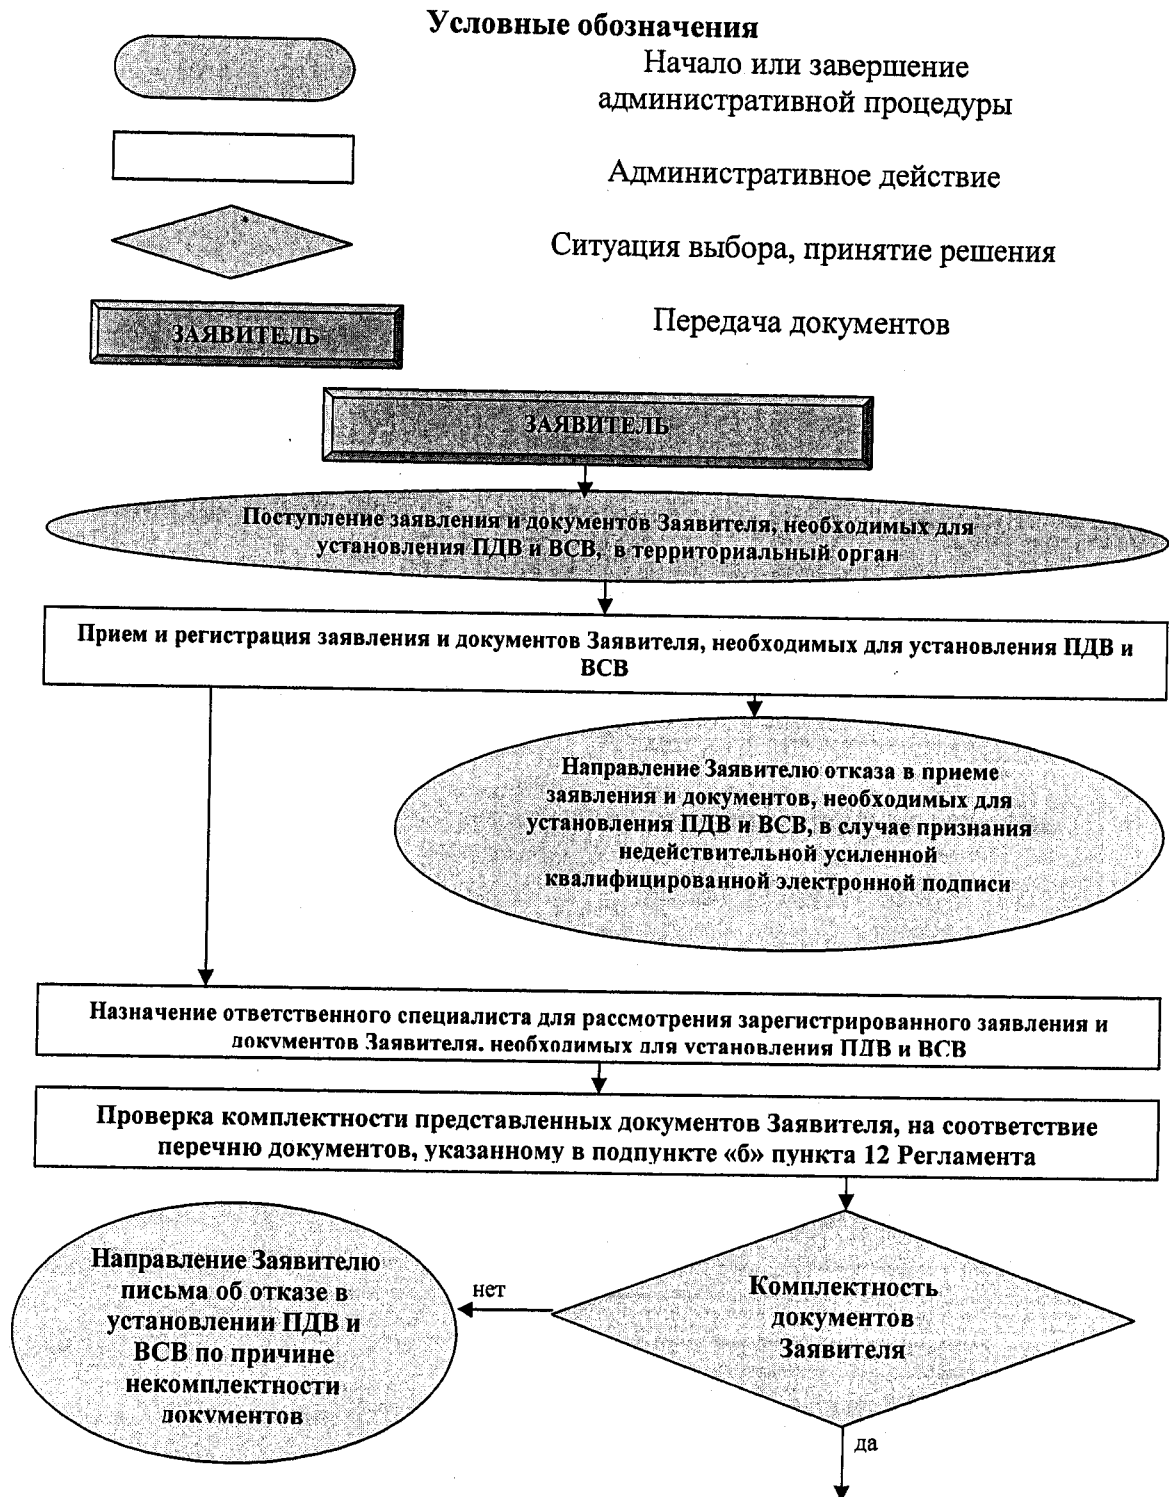 Условные обозначения
Начало или завершение
административной процедуры
Административное действие
Ситуация выбора, принятие решения
ЗАЯВИТЕЛЬ
Передача документов
ЗАЯВИТЕЛЬ
Поступление заявления и документов Заявителя, необходимых для
установления ПДВ и ВСВ, в территориальный орган
Прием и регистрация заявления и документов Заявителя, необходимых для установления ПДВ и
ВСВ
Направление Заявителю отказа в приеме
заявления и документов, необходимых для
установления ПДВ и ВСВ, в случае признания
недействительной усиленной
квалифицированной электронной подписи
Назначение ответственного специалиста для рассмотрения зарегистрированного заявления и
документов Заявителя, необходимых для установления ПДВ и ВСВ
Проверка комплектности представленных документов Заявителя, на соответствие
перечню документов, указанному в подпункте «б» пункта 12 Регламента
Направление Заявителю
письма об отказе в
установлении ПДВ и
ВСВ по причине
некомплектности
документов
нет
Комплектность
документов
Заявителя
да